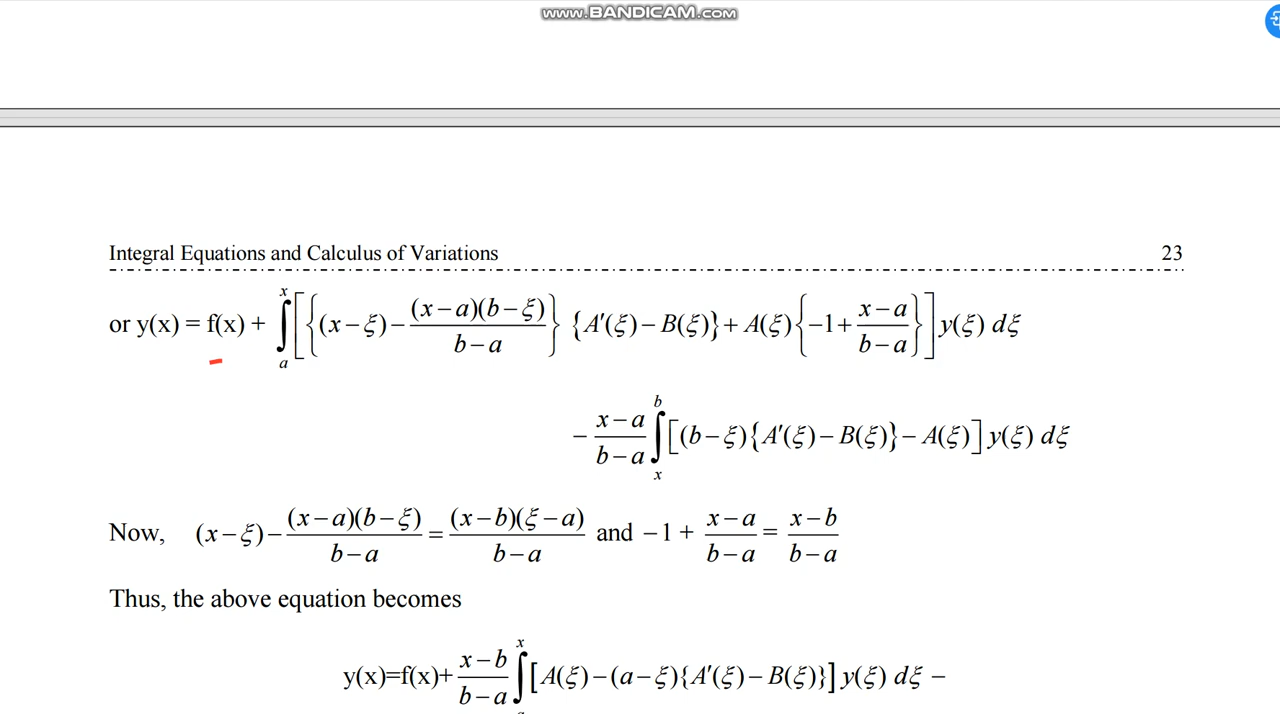 www.BANDICAM.com
Integral Equations and Calculus of Variations 23
or y(x) = f(x) + ∫ₐˣ [ { (x − ξ) − (x − a)(b − ξ) / (b − a) } {A′(ξ) − B(ξ)} + A(ξ) { −1 + (x − a) / (b − a) } ] y(ξ) dξ
− (x − a) / (b − a) ∫ₓᵇ [ (b − ξ){A′(ξ) − B(ξ)} − A(ξ) ] y(ξ) dξ
Now, (x − ξ) − (x − a)(b − ξ) / (b − a) = (x − b)(ξ − a) / (b − a) and −1 + (x − a) / (b − a) = (x − b) / (b − a)
Thus, the above equation becomes
y(x)=f(x)+ (x − b) / (b − a) ∫ₐˣ [ A(ξ) − (a − ξ){A′(ξ) − B(ξ)} ] y(ξ) dξ −